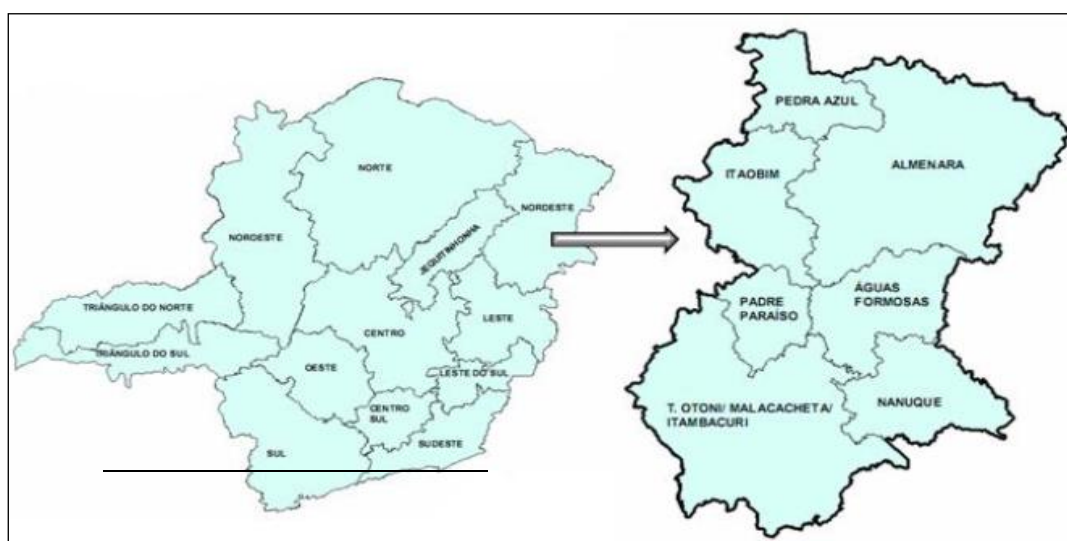 NORTE
NORDESTE
JEQUITINHONHA
NORDESTE
TRIÂNGULO DO NORTE
TRIÂNGULO DO SUL
CENTRO
LESTE
OESTE
LESTE DO SUL
CENTRO
SUL
SUDESTE
SUL
PEDRA AZUL
ITAOBIM
ALMENARA
PADRE
PARAÍSO
ÁGUAS
FORMOSAS
T. OTONI/ MALACACHETA/
ITAMBACURI
NANUQUE